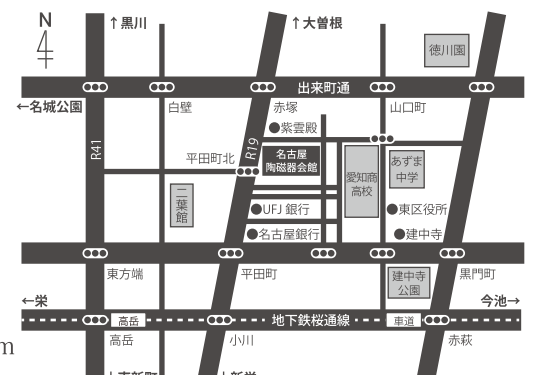 N
↑黒川
↑大曽根
徳川園
出来町通
←名城公園
白壁
赤塚
山口町
紫雲殿
R41
R19
平田町北
名古屋
陶磁器会館
愛知商
高校
あずま
中学
二葉館
UFJ 銀行
東区役所
名古屋銀行
建中寺
東方端
平田町
建中寺
公園
黒門町
←栄
今池→
高岳
地下鉄桜通線
車道
高岳
小川
赤萩
m